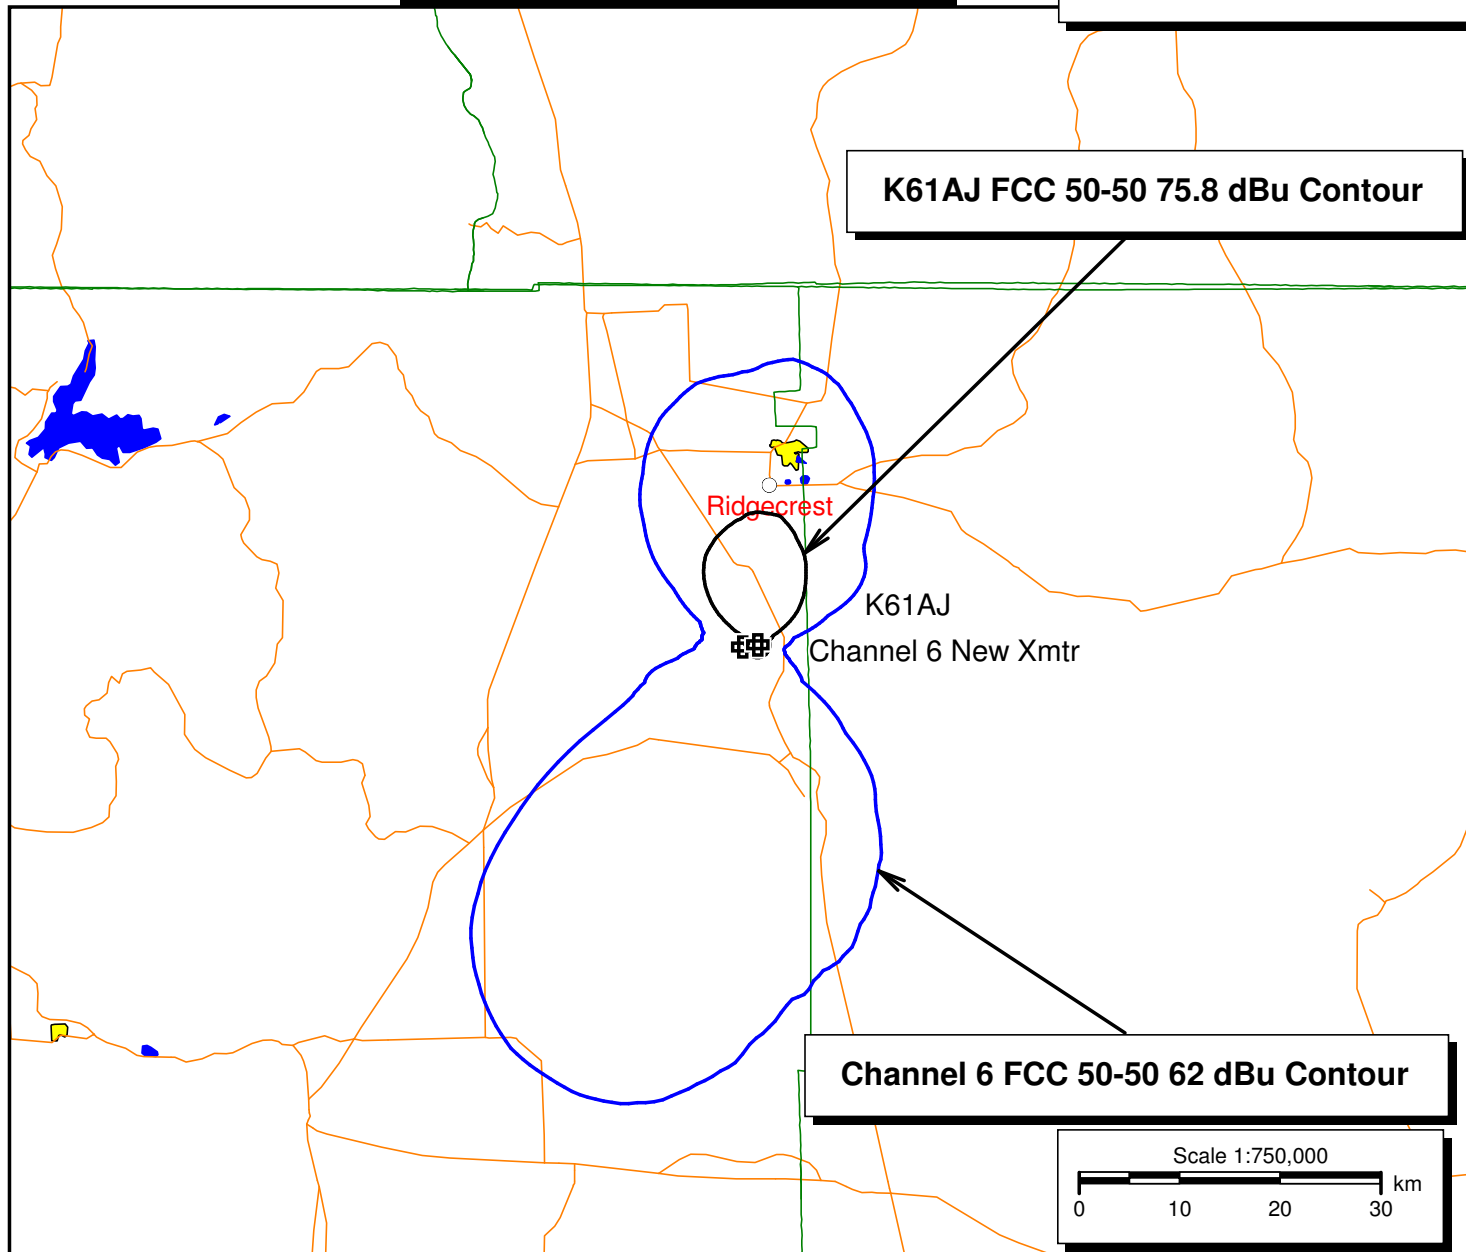 K61AJ FCC 50-50 75.8 dBu Contour
Ridgecrest
K61AJ
Channel 6 New Xmtr
Channel 6 FCC 50-50 62 dBu Contour
Scale 1:750,000
km
0 10 20 30